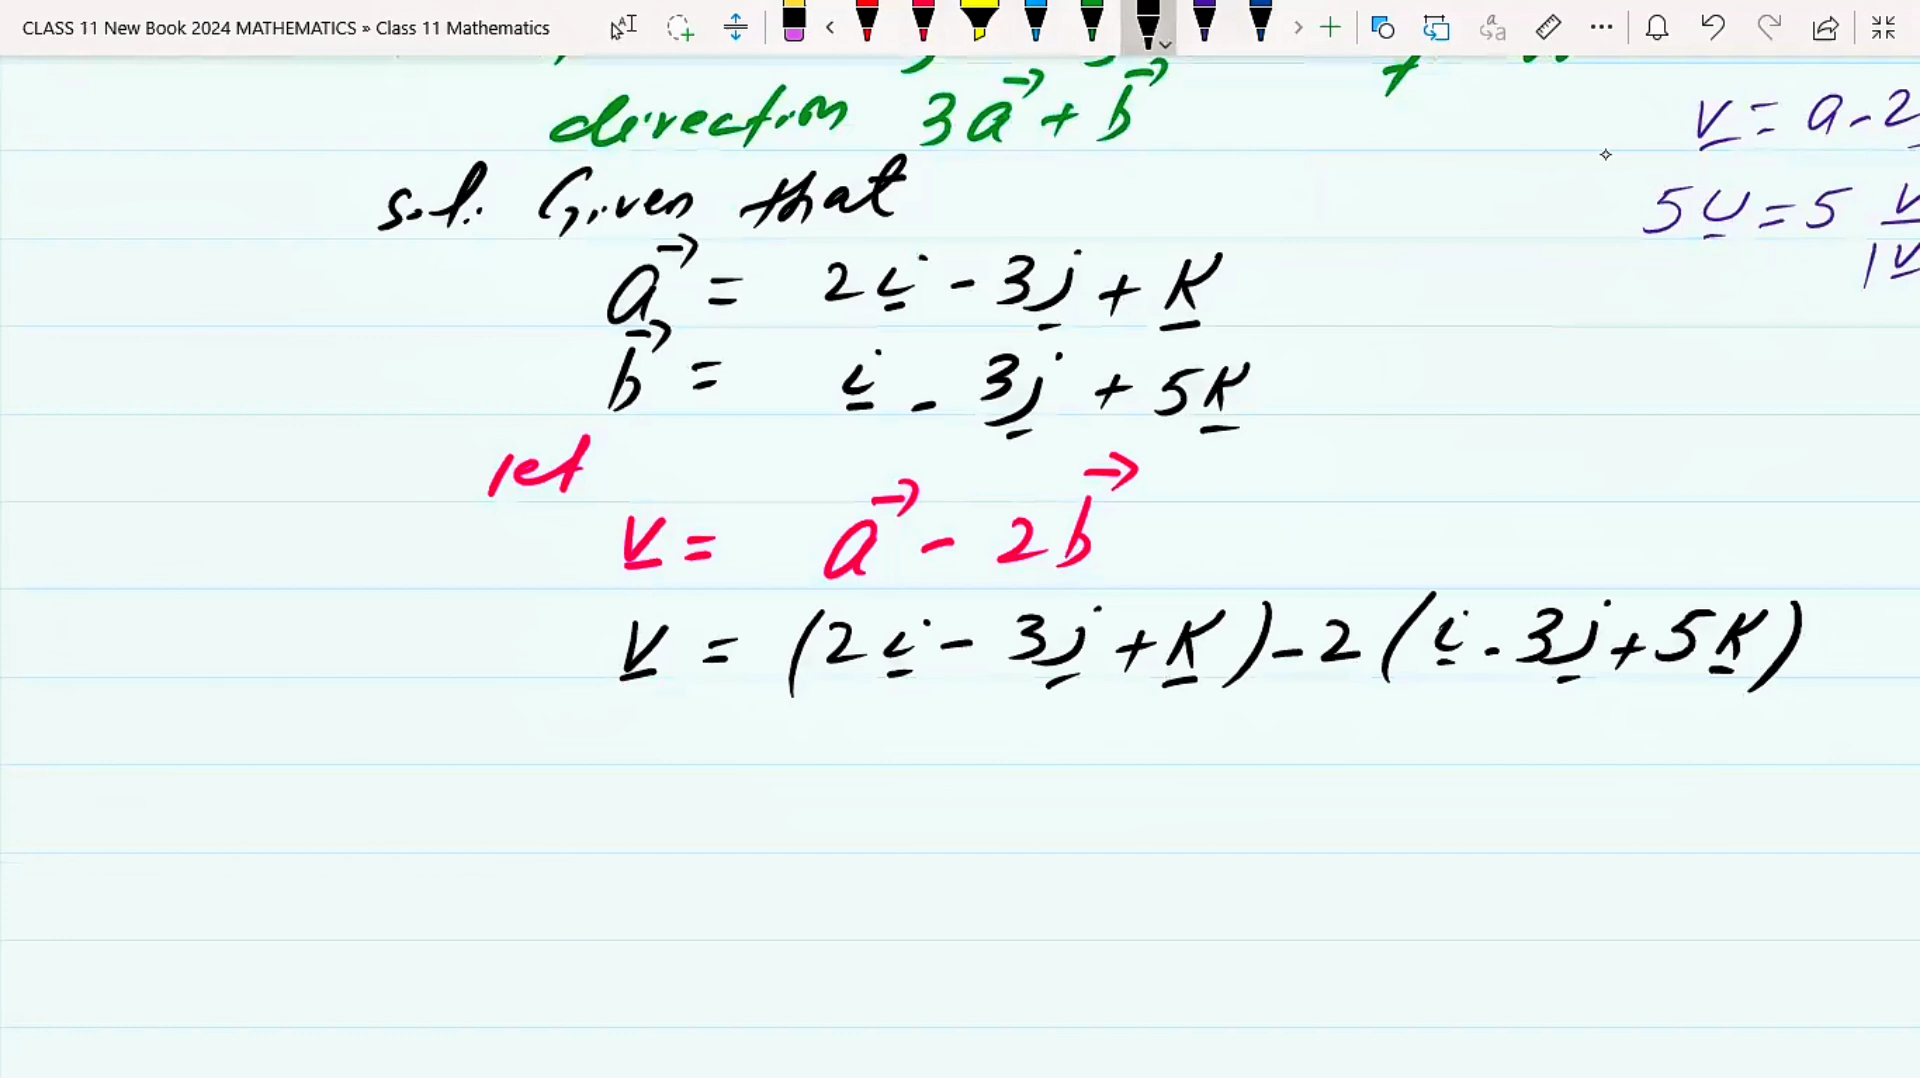 CLASS 11 New Book 2024 MATHEMATICS » Class 11 Mathematics
direction 3a⃗ + b⃗
v = a - 2
sol: Given that
5u = 5 v
|v
a⃗ = 2i - 3j + k
b⃗ = i - 3j + 5k
let
v = a⃗ - 2b⃗
v = (2i - 3j + k) - 2(i - 3j + 5k)